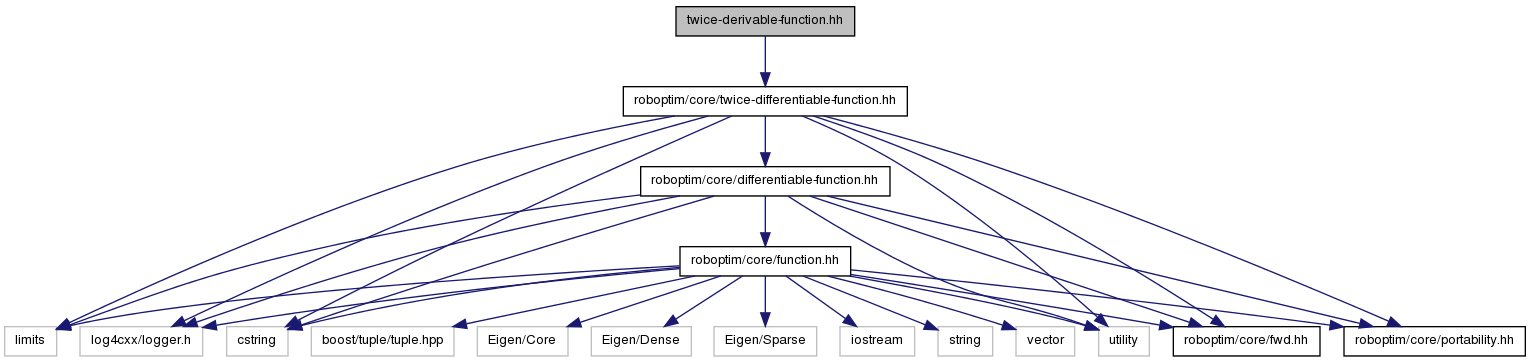 twice-derivable-function.hh
roboptim/core/twice-differentiable-function.hh
roboptim/core/differentiable-function.hh
roboptim/core/function.hh
limits
log4cxx/logger.h
cstring
boost/tuple/tuple.hpp
Eigen/Core
Eigen/Dense
Eigen/Sparse
iostream
string
vector
utility
roboptim/core/fwd.hh
roboptim/core/portability.hh